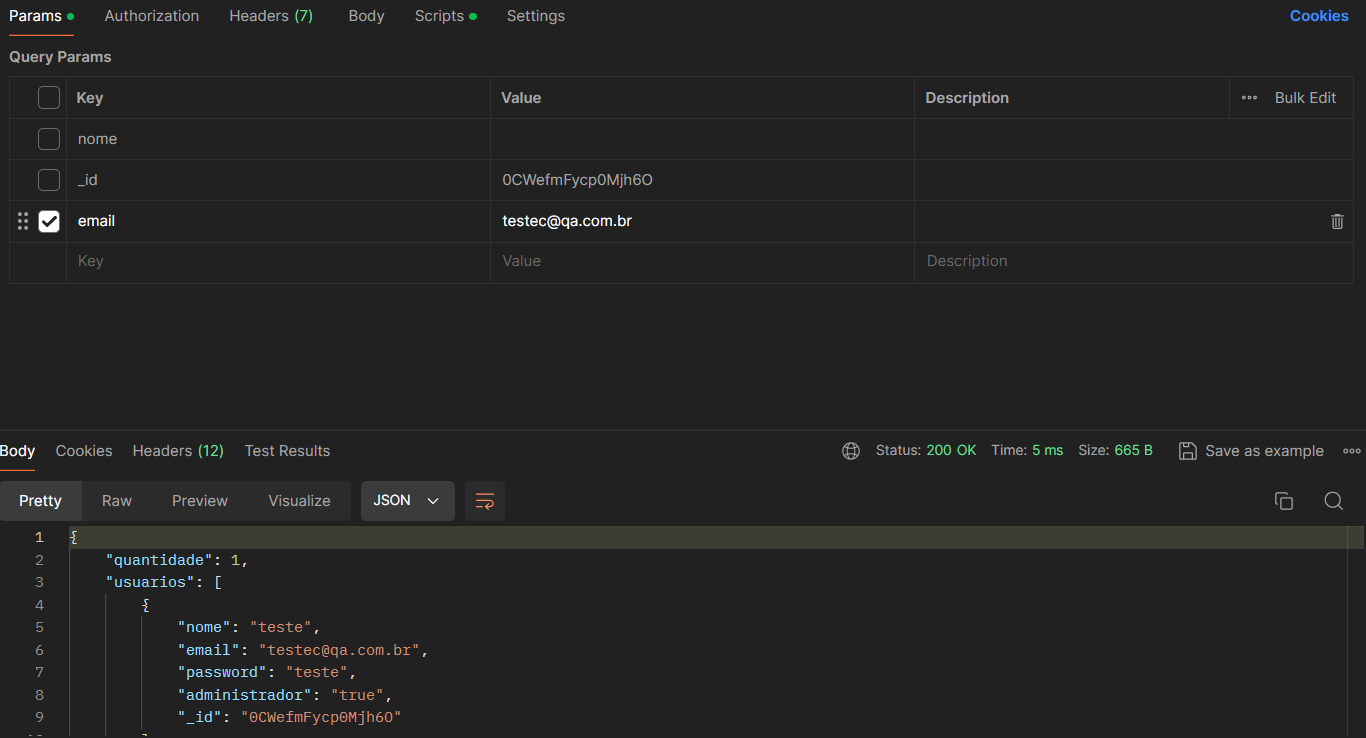 Params Authorization Headers (7) Body Scripts Settings Cookies
Query Params
Key Value Description Bulk Edit
nome
_id 0CWefmFycp0Mjh6O
email testec@qa.com.br
Key Value Description
Body Cookies Headers (12) Test Results Status: 200 OK Time: 5 ms Size: 665 B Save as example
Pretty Raw Preview Visualize JSON
1 {
2 "quantidade": 1,
3 "usuarios": [
4 {
5 "nome": "teste",
6 "email": "testec@qa.com.br",
7 "password": "teste",
8 "administrador": "true",
9 "_id": "0CWefmFycp0Mjh6O"